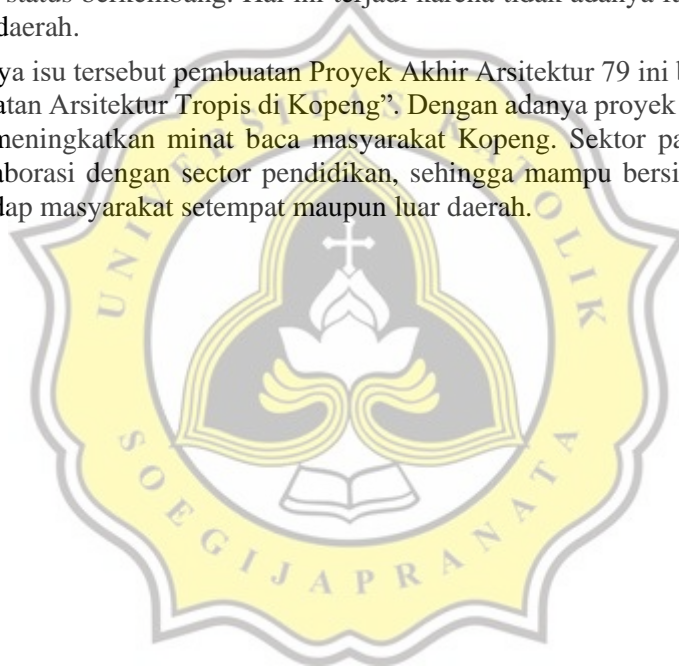 status berkembang. Hal ini terjadi karena tidak adanya
daerah.
ya isu tersebut pembuatan Proyek Akhir Arsitektur 79 ini
atan Arsitektur Tropis di Kopeng”. Dengan adanya proyek
meningkatkan minat baca masyarakat Kopeng. Sektor
aborasi dengan sector pendidikan, sehingga mampu
dap masyarakat setempat maupun luar daerah.
UNIVERSITAS KATOLIK
SOEGIJAPRANATA